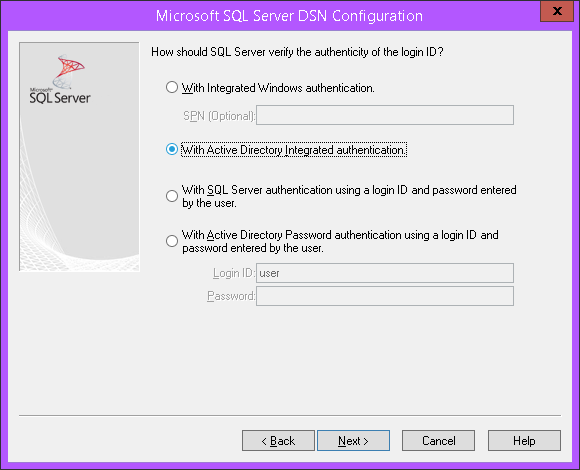 Microsoft SQL Server DSN Configuration
x
Microsoft
SQL Server
How should SQL Server verify the authenticity of the login ID?
With Integrated Windows authentication.
SPN (Optional):
With Active Directory Integrated authentication.
With SQL Server authentication using a login ID and password entered
by the user.
With Active Directory Password authentication using a login ID and
password entered by the user.
Login ID: user
Password:
< Back Next > Cancel Help